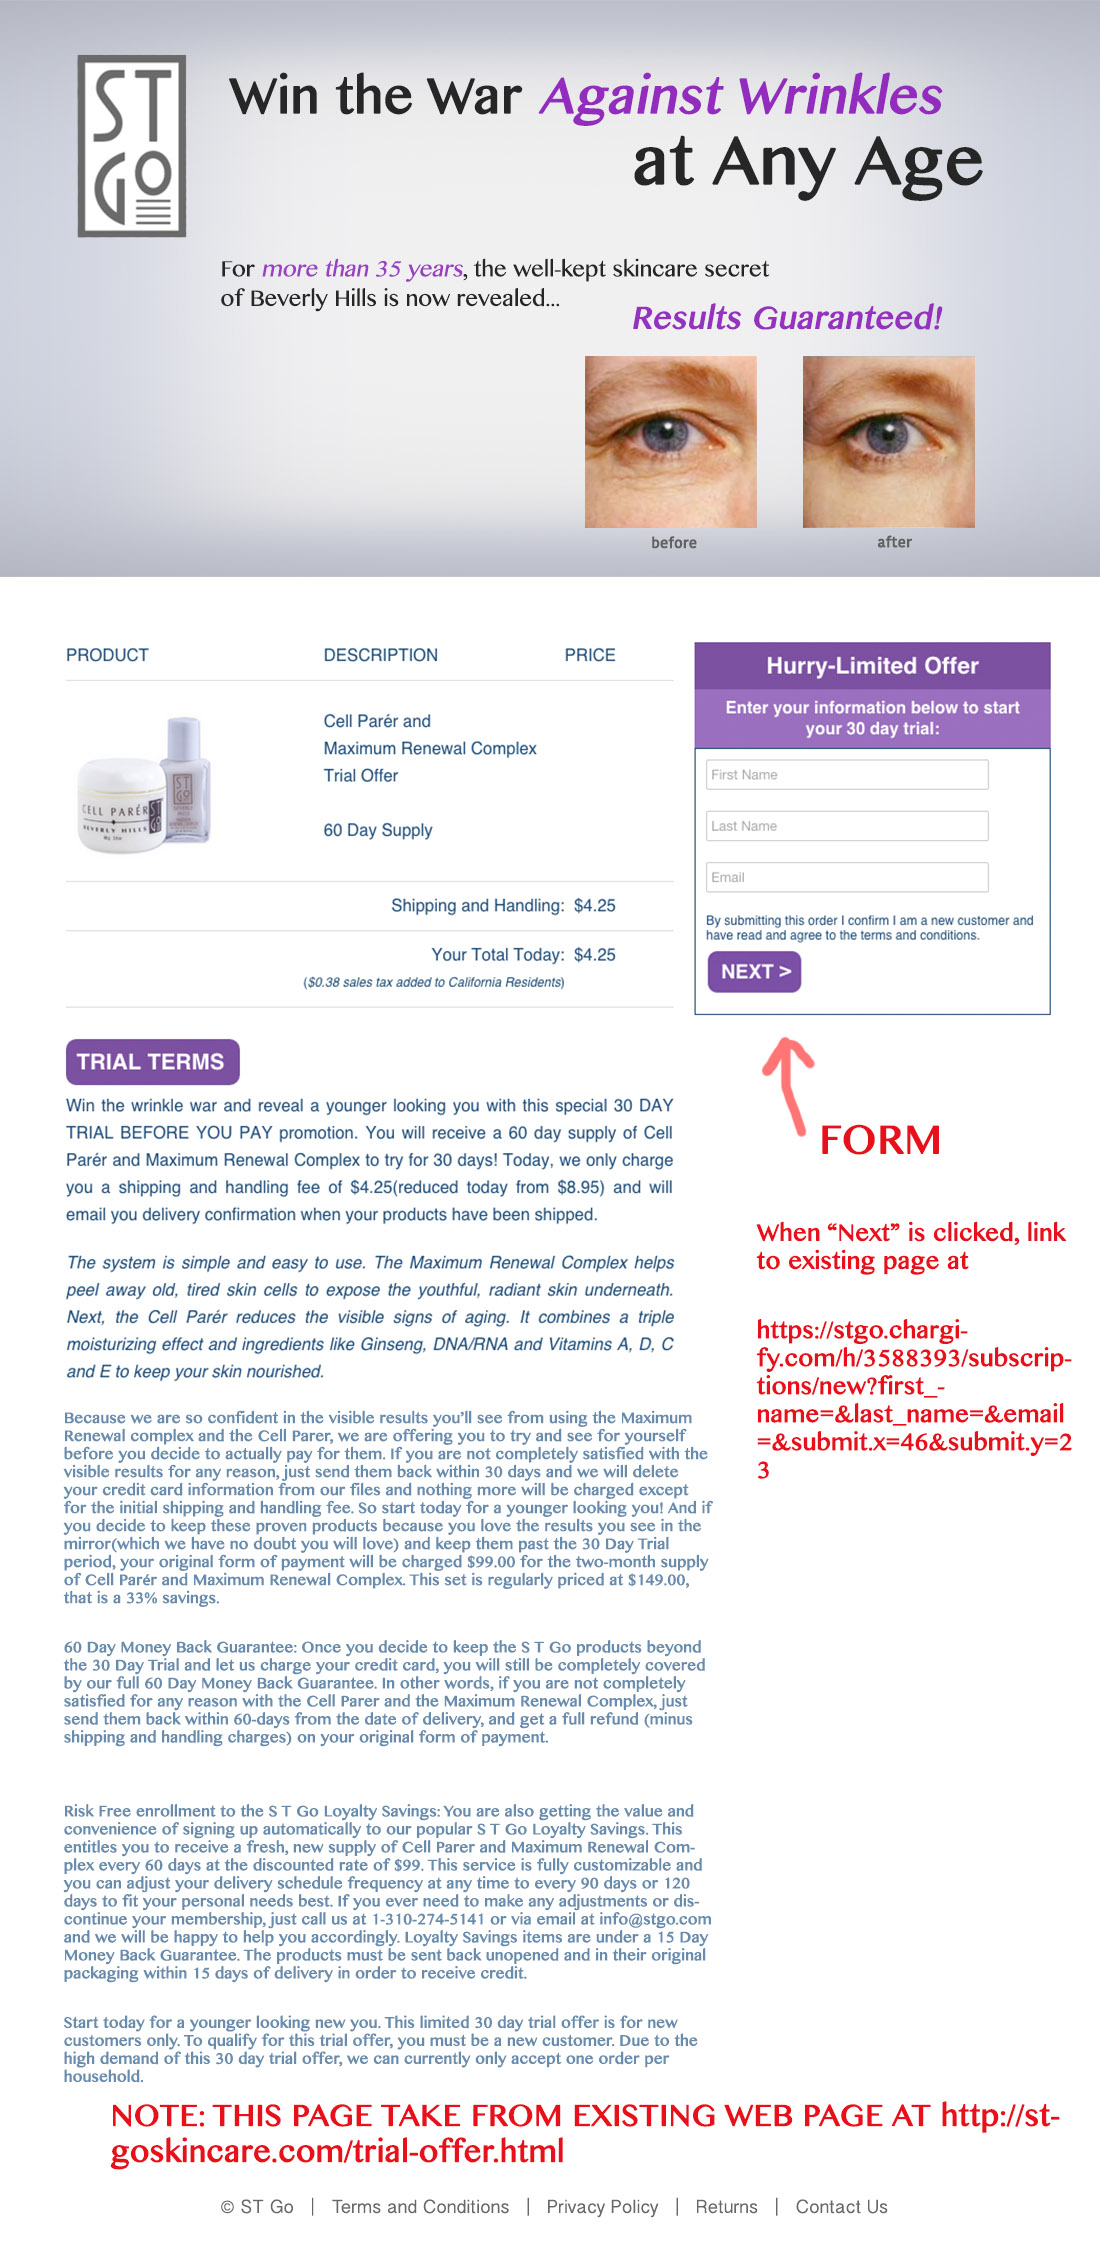 ST
GO
Win the War Against Wrinkles
at Any Age
For more than 35 years, the well-kept skincare secret
of Beverly Hills is now revealed...
Results Guaranteed!
before
after
PRODUCT
DESCRIPTION
PRICE
CELL PARÉR
BEVERLY HILLS
ST
GO
ST
GO
Cell Parér and
Maximum Renewal Complex
Trial Offer
60 Day Supply
Shipping and Handling: $4.25
Your Total Today: $4.25
($0.38 sales tax added to California Residents)
Hurry-Limited Offer
Enter your information below to start
your 30 day trial:
First Name
Last Name
Email
By submitting this order I confirm I am a new customer and
have read and agree to the terms and conditions.
NEXT >
FORM
When “Next” is clicked, link
to existing page at
https://stgo.chargi-
fy.com/h/3588393/subscrip-
tions/new?first_-
name=&last_name=&email
=&submit.x=46&submit.y=2
3
TRIAL TERMS
Win the wrinkle war and reveal a younger looking you with this special 30 DAY
TRIAL BEFORE YOU PAY promotion. You will receive a 60 day supply of Cell
Parér and Maximum Renewal Complex to try for 30 days! Today, we only charge
you a shipping and handling fee of $4.25(reduced today from $8.95) and will
email you delivery confirmation when your products have been shipped.
The system is simple and easy to use. The Maximum Renewal Complex helps
peel away old, tired skin cells to expose the youthful, radiant skin underneath.
Next, the Cell Parér reduces the visible signs of aging. It combines a triple
moisturizing effect and ingredients like Ginseng, DNA/RNA and Vitamins A, D, C
and E to keep your skin nourished.
Because we are so confident in the visible results you’ll see from using the Maximum
Renewal complex and the Cell Parer, we are offering you to try and see for yourself
before you decide to actually pay for them. If you are not completely satisfied with the
visible results for any reason, just send them back within 30 days and we will delete
your credit card information from our files and nothing more will be charged except
for the initial shipping and handling fee. So start today for a younger looking you! And if
you decide to keep these proven products because you love the results you see in the
mirror(which we have no doubt you will love) and keep them past the 30 Day Trial
period, your original form of payment will be charged $99.00 for the two-month supply
of Cell Parér and Maximum Renewal Complex. This set is regularly priced at $149.00,
that is a 33% savings.
60 Day Money Back Guarantee: Once you decide to keep the S T Go products beyond
the 30 Day Trial and let us charge your credit card, you will still be completely covered
by our full 60 Day Money Back Guarantee. In other words, if you are not completely
satisfied for any reason with the Cell Parer and the Maximum Renewal Complex, just
send them back within 60-days from the date of delivery, and get a full refund (minus
shipping and handling charges) on your original form of payment.
Risk Free enrollment to the S T Go Loyalty Savings: You are also getting the value and
convenience of signing up automatically to our popular S T Go Loyalty Savings. This
entitles you to receive a fresh, new supply of Cell Parer and Maximum Renewal Com-
plex every 60 days at the discounted rate of $99. This service is fully customizable and
you can adjust your delivery schedule frequency at any time to every 90 days or 120
days to fit your personal needs best. If you ever need to make any adjustments or dis-
continue your membership, just call us at 1-310-274-5141 or via email at info@stgo.com
and we will be happy to help you accordingly. Loyalty Savings items are under a 15 Day
Money Back Guarantee. The products must be sent back unopened and in their original
packaging within 15 days of delivery in order to receive credit.
Start today for a younger looking new you. This limited 30 day trial offer is for new
customers only. To qualify for this trial offer, you must be a new customer. Due to the
high demand of this 30 day trial offer, we can currently only accept one order per
household.
NOTE: THIS PAGE TAKE FROM EXISTING WEB PAGE AT http://st-
goskincare.com/trial-offer.html
© ST Go | Terms and Conditions | Privacy Policy | Returns | Contact Us